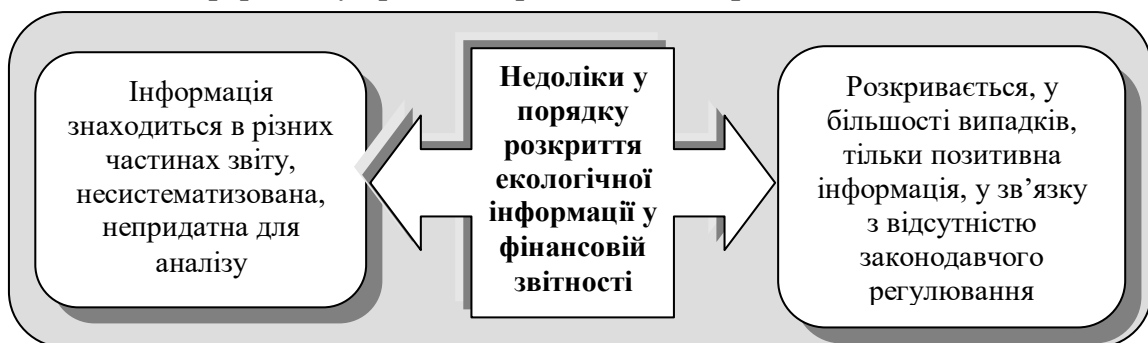 Інформація
знаходиться в різних
частинах звіту,
несистематизована,
непридатна для
аналізу
Недоліки у
порядку
розкриття
екологічної
інформації у
фінансовій
звітності
Розкривається, у
більшості випадків,
тільки позитивна
інформація, у зв’язку
з відсутністю
законодавчого
регулювання